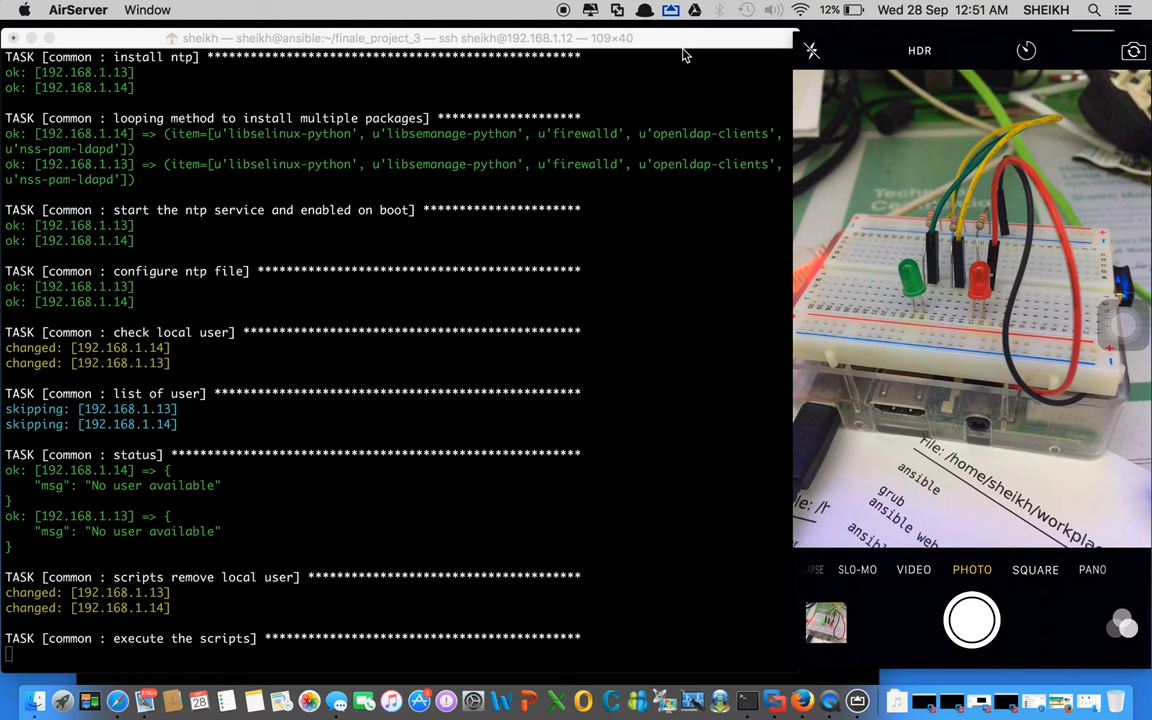 AirServer Window 12% Wed 28 Sep 12:51 AM SHEIKH
sheikh — sheikh@ansible:~/finale_project_3 — ssh sheikh@192.168.1.12 — 109×40
TASK [common : install ntp] ****************************************************
ok: [192.168.1.13]
ok: [192.168.1.14]
TASK [common : looping method to install multiple packages] ********************
ok: [192.168.1.14] => (item=[u'libselinux-python', u'libsemanage-python', u'firewalld', u'openldap-clients',
u'nss-pam-ldapd'])
ok: [192.168.1.13] => (item=[u'libselinux-python', u'libsemanage-python', u'firewalld', u'openldap-clients',
u'nss-pam-ldapd'])
TASK [common : start the ntp service and enabled on boot] **********************
ok: [192.168.1.13]
ok: [192.168.1.14]
TASK [common : configure ntp file] *********************************************
ok: [192.168.1.13]
ok: [192.168.1.14]
TASK [common : check local user] ***********************************************
changed: [192.168.1.14]
changed: [192.168.1.13]
TASK [common : list of user] ***************************************************
skipping: [192.168.1.13]
skipping: [192.168.1.14]
TASK [common : status] *********************************************************
ok: [192.168.1.14] => {
"msg": "No user available"
}
ok: [192.168.1.13] => {
"msg": "No user available"
}
TASK [common : scripts remove local user] **************************************
changed: [192.168.1.13]
changed: [192.168.1.14]
TASK [common : execute the scripts] ********************************************
HDR
Technical
File: /home/sheikh/workplac
ansible
grub
ansible web
SLO-MO VIDEO PHOTO SQUARE PANO